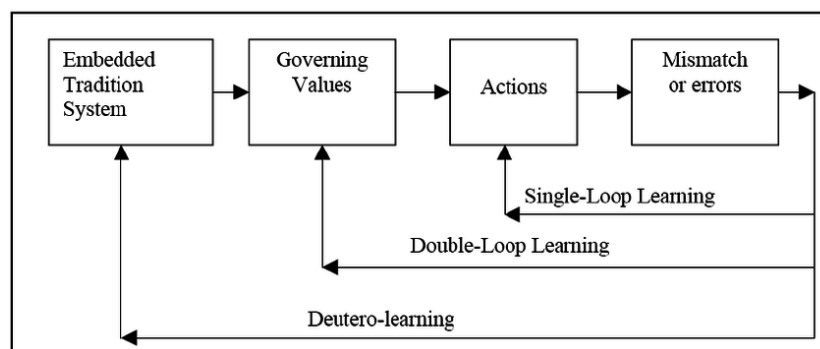 Embedded
Tradition
System
Governing
Values
Actions
Mismatch
or errors
Single-Loop Learning
Double-Loop Learning
Deutero-learning